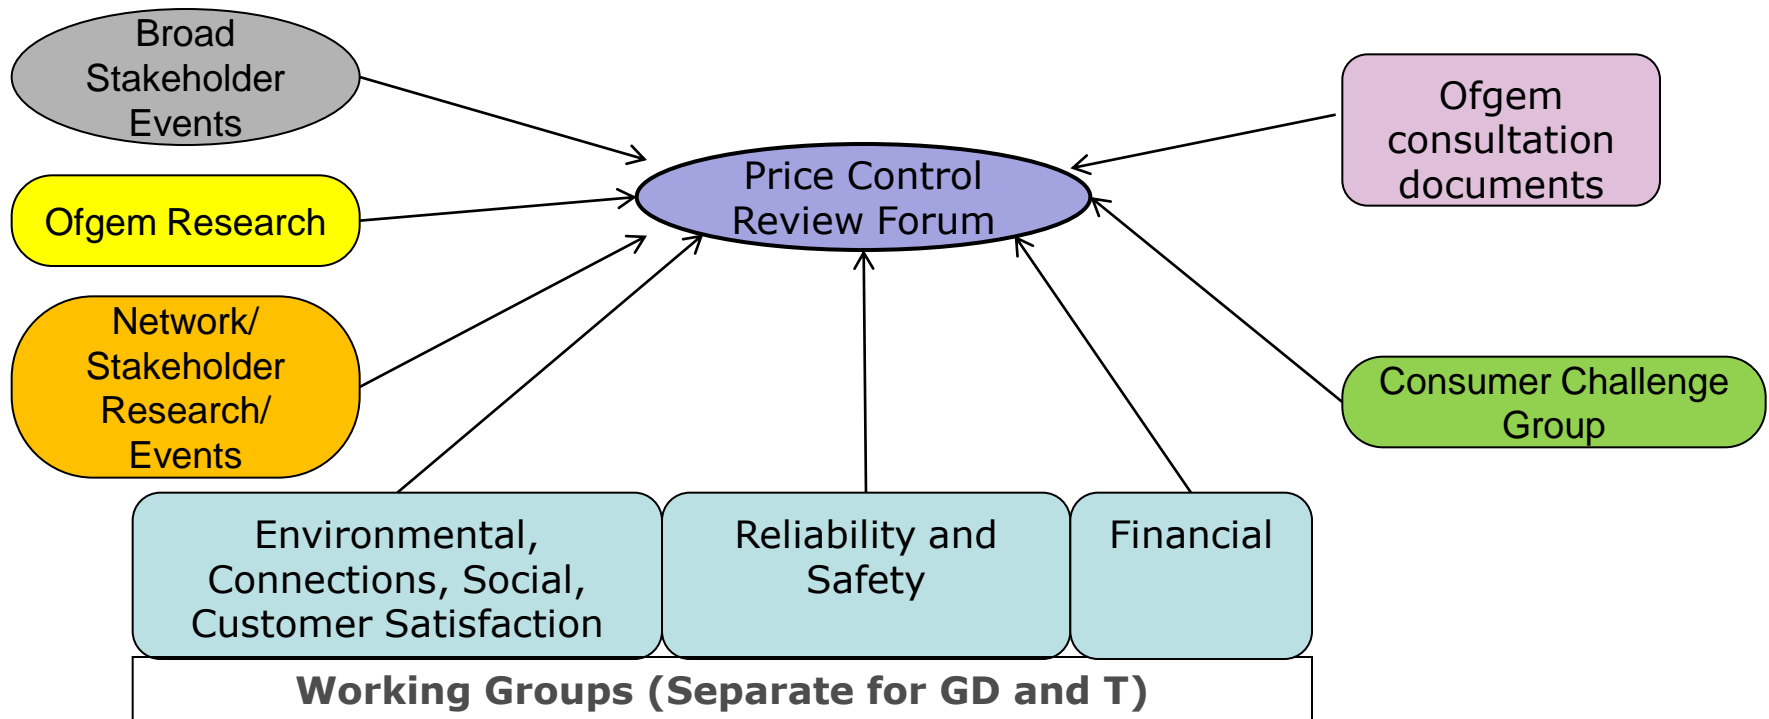 Broad
Stakeholder
Events
Ofgem Research
Network/
Stakeholder
Research/
Events
Price Control
Review Forum
Ofgem
consultation
documents
Consumer Challenge
Group
Environmental,
Connections, Social,
Customer Satisfaction
Reliability and
Safety
Financial
Working Groups (Separate for GD and T)